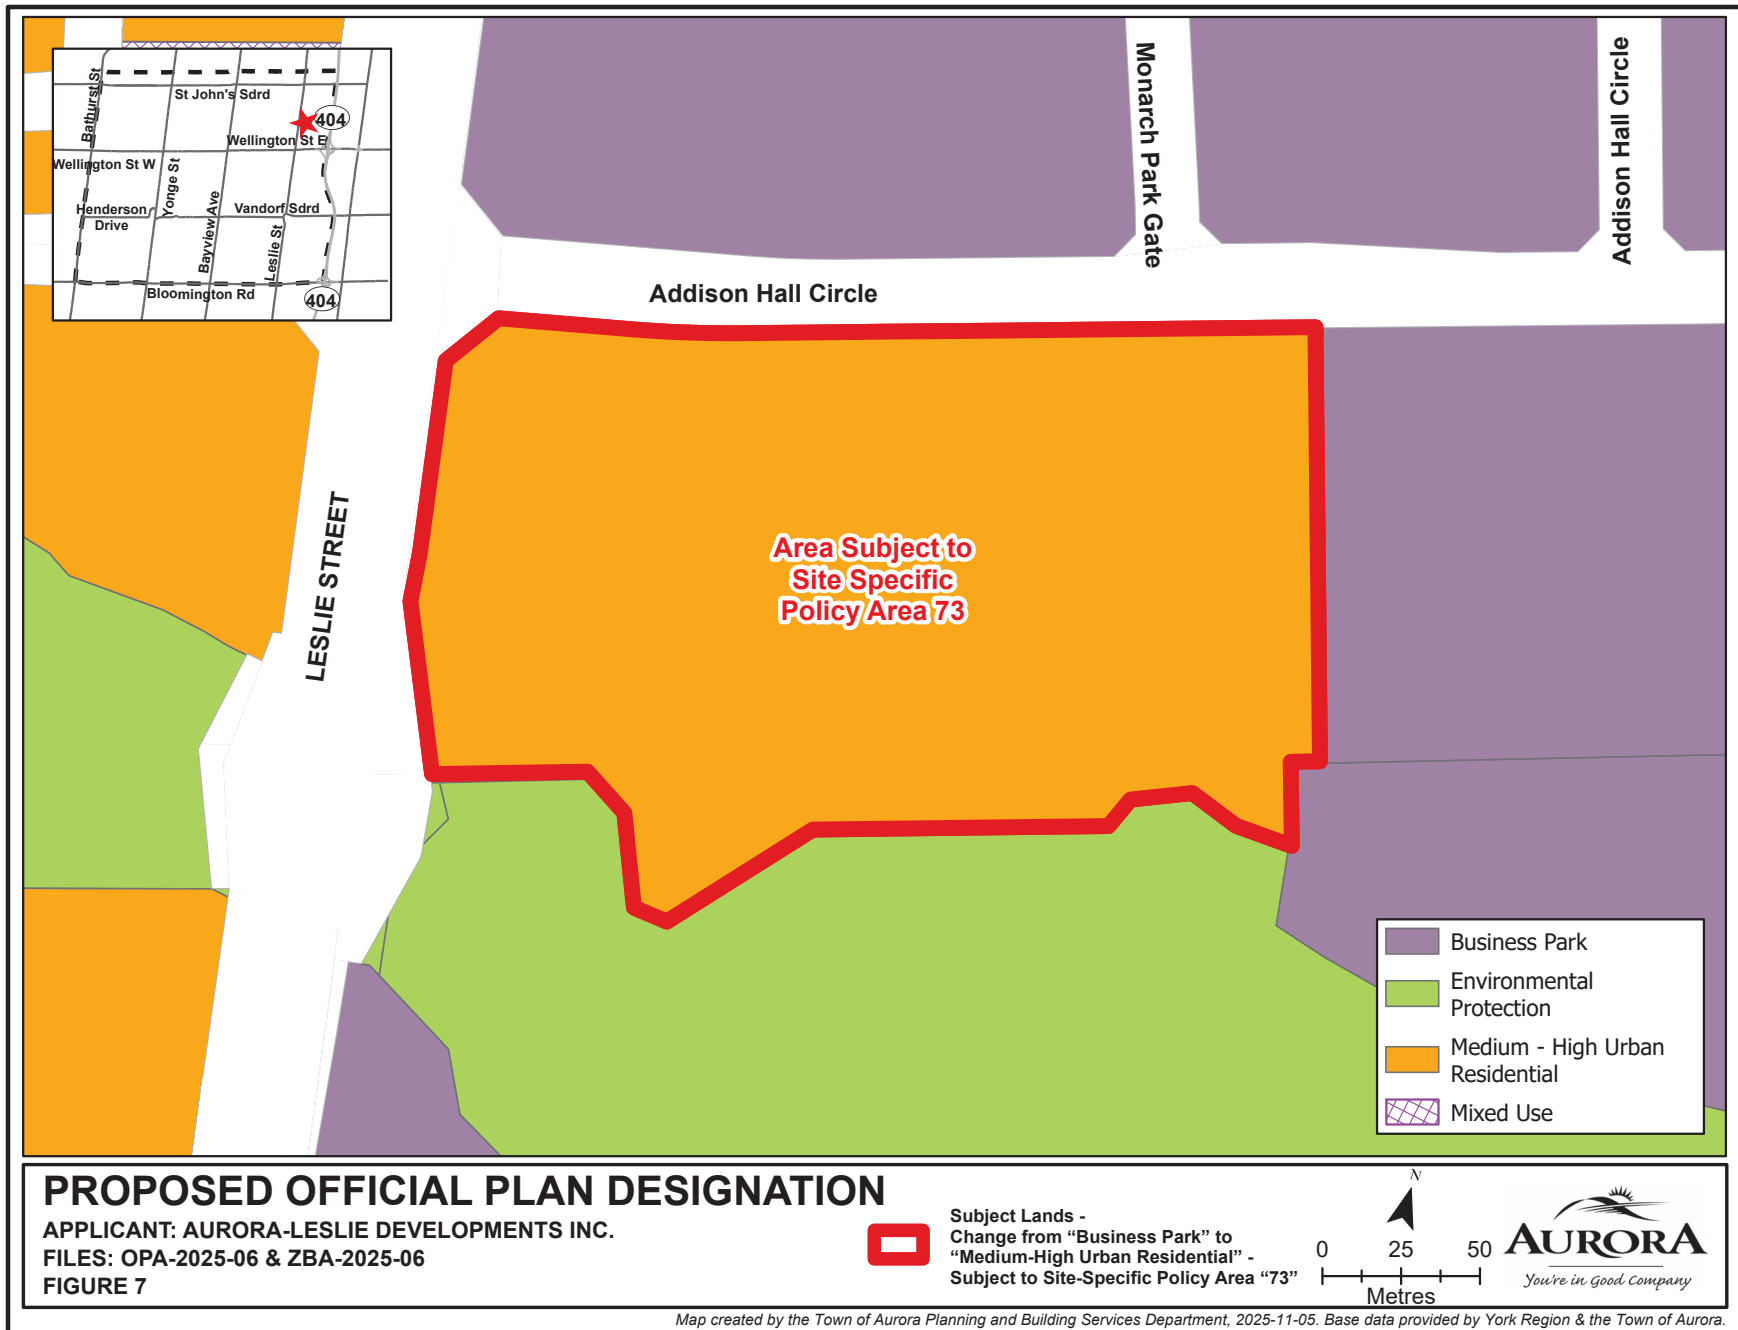 Bathurst St
St John's Sdrd
404
Wellington St E
Wellington St W
Yonge St
Henderson
Drive
Bayview Ave
Vandorf Sdrd
Leslie St
Bloomington Rd
404
Monarch Park Gate
Addison Hall Circle
Addison Hall Circle
LESLIE STREET
Area Subject to
Site Specific
Policy Area 73
Business Park
Environmental
Protection
Medium - High Urban
Residential
Mixed Use
PROPOSED OFFICIAL PLAN DESIGNATION
APPLICANT: AURORA-LESLIE DEVELOPMENTS INC.
FILES: OPA-2025-06 & ZBA-2025-06
FIGURE 7
Subject Lands -
Change from “Business Park” to
“Medium-High Urban Residential” -
Subject to Site-Specific Policy Area “73”
N
0 25 50
Metres
AURORA
You're in Good Company
Map created by the Town of Aurora Planning and Building Services Department, 2025-11-05. Base data provided by York Region & the Town of Aurora.